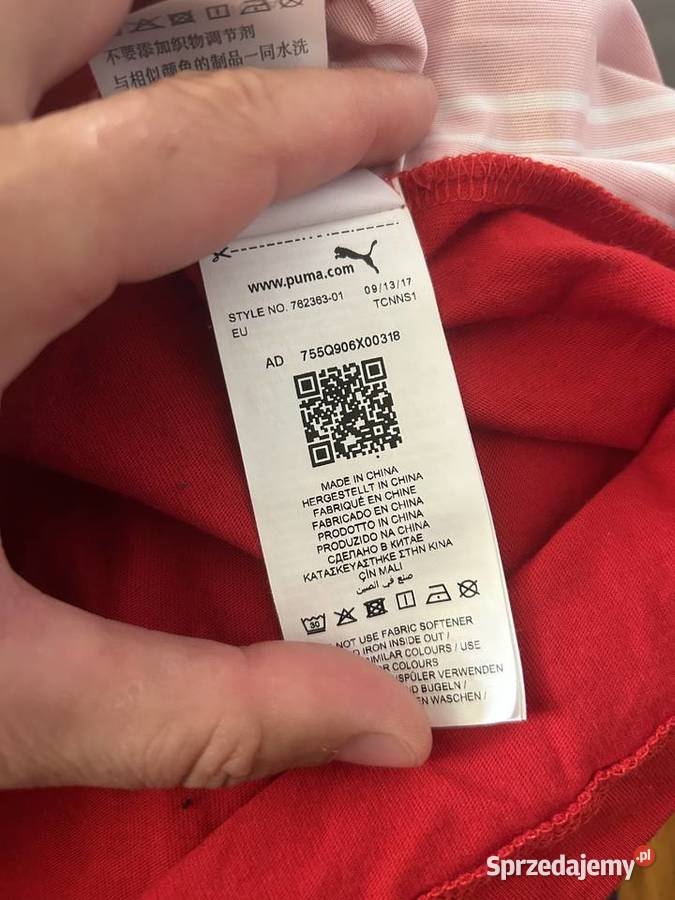 不要添加织物调节剂
与相似颜色的制品一同水洗
www.puma.com
STYLE NO. 762363-01 09/13/17
EU TCNNS1
AD 755Q906X00318
MADE IN CHINA
HERGESTELLT IN CHINA
FABRIQUÉ EN CHINE
FABRICADO EN CHINA
PRODOTTO IN CHINA
PRODUZIDO NA CHINA
СДЕЛАНО В КИТАЕ
ΚΑΤΑΣΚΕΥΑΣΤΗΚΕ ΣΤΗΝ ΚΙΝΑ
ÇİN MALI
صنع في الصين
30
NOT USE FABRIC SOFTENER
IRON INSIDE OUT /
SIMILAR COLOURS / USE
COLOURS
VERWENDEN
BUGELN /
WASCHEN /
Sprzedajemy.pl